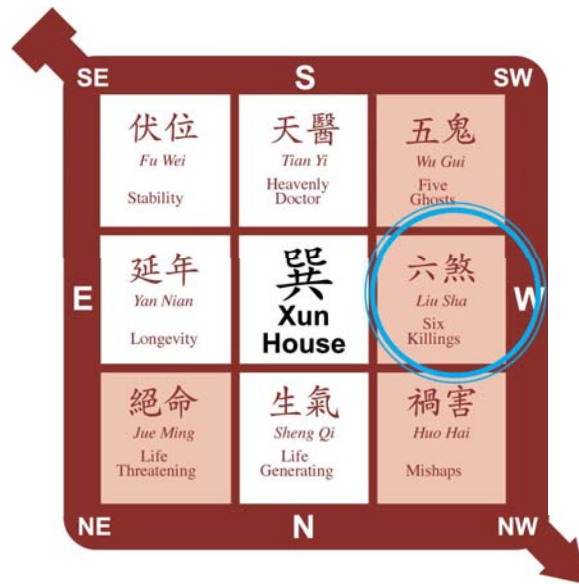 SE S SW
伏位
Fu Wei
Stability
天醫
Tian Yi
Heavenly
Doctor
五鬼
Wu Gui
Five
Ghosts
E
延年
Yan Nian
Longevity
巽
Xun
House
六煞
Liu Sha
Six
Killings
W
絕命
Jue Ming
Life
Threatening
生氣
Sheng Qi
Life
Generating
禍害
Huo Hai
Mishaps
NE N NW